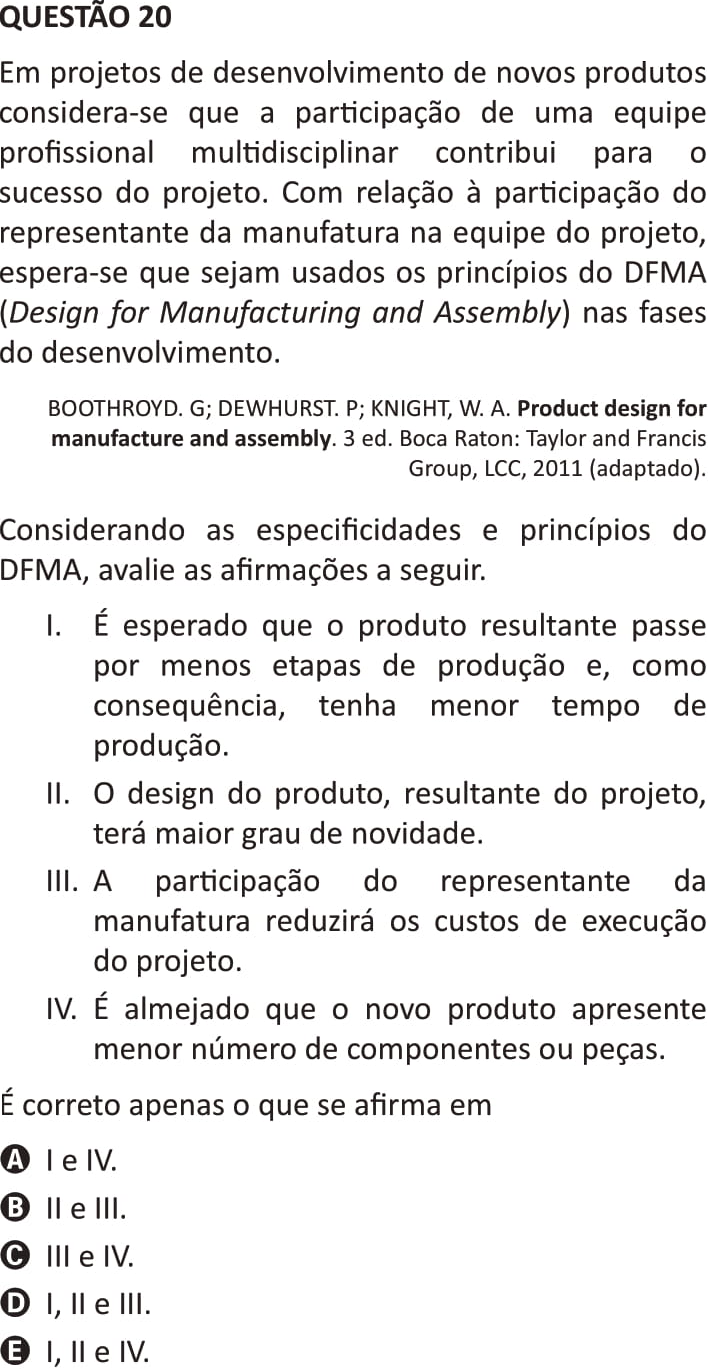 QUESTÃO 20
Em projetos de desenvolvimento de novos produtos
considera-se que a participação de uma equipe
profissional multidisciplinar contribui para o
sucesso do projeto. Com relação à participação do
representante da manufatura na equipe do projeto,
espera-se que sejam usados os princípios do DFMA
(Design for Manufacturing and Assembly) nas fases
do desenvolvimento.
BOOTHROYD. G; DEWHURST. P; KNIGHT, W. A. Product design for
manufacture and assembly. 3 ed. Boca Raton: Taylor and Francis
Group, LCC, 2011 (adaptado).
Considerando as especificidades e princípios do
DFMA, avalie as afirmações a seguir.
I. É esperado que o produto resultante passe
por menos etapas de produção e, como
consequência, tenha menor tempo de
produção.
II. O design do produto, resultante do projeto,
terá maior grau de novidade.
III. A participação do representante da
manufatura reduzirá os custos de execução
do projeto.
IV. É almejado que o novo produto apresente
menor número de componentes ou peças.
É correto apenas o que se afirma em
A I e IV.
B II e III.
C III e IV.
D I, II e III.
E I, II e IV.